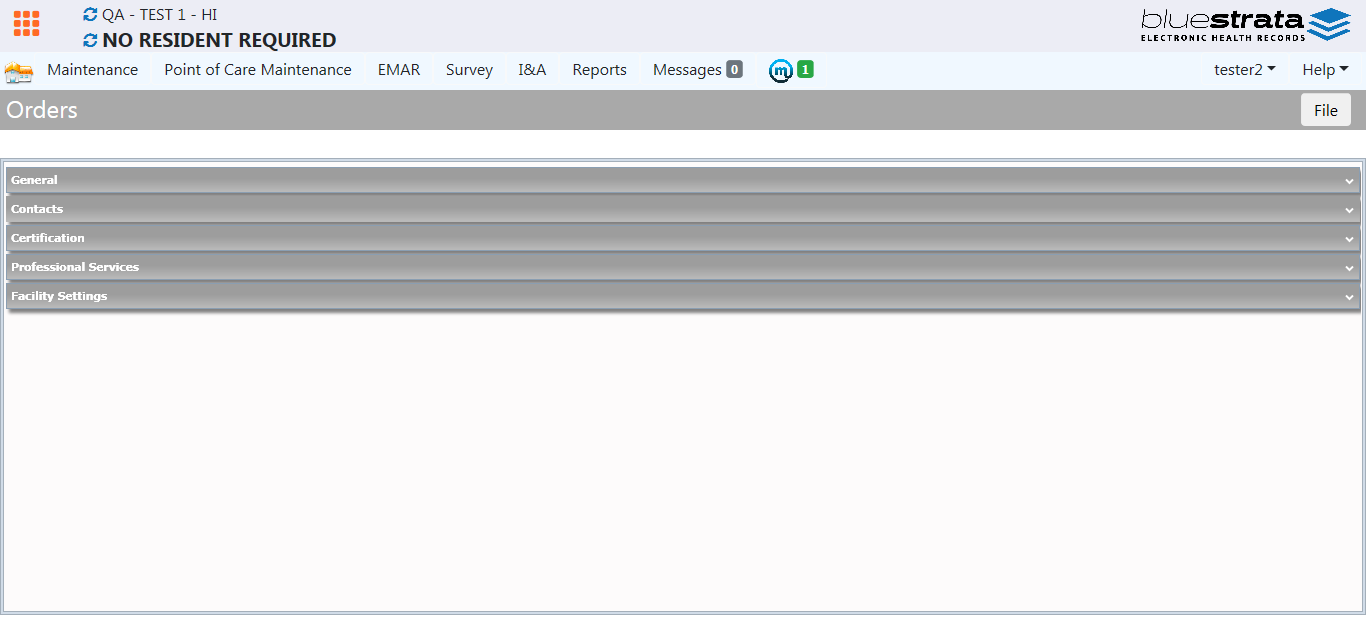 QA - TEST 1 - HI
NO RESIDENT REQUIRED
bluestrata
ELECTRONIC HEALTH RECORDS
Maintenance Point of Care Maintenance EMAR Survey I&A Reports Messages 0 m 1 tester2 Help
Orders File
General
Contacts
Certification
Professional Services
Facility Settings